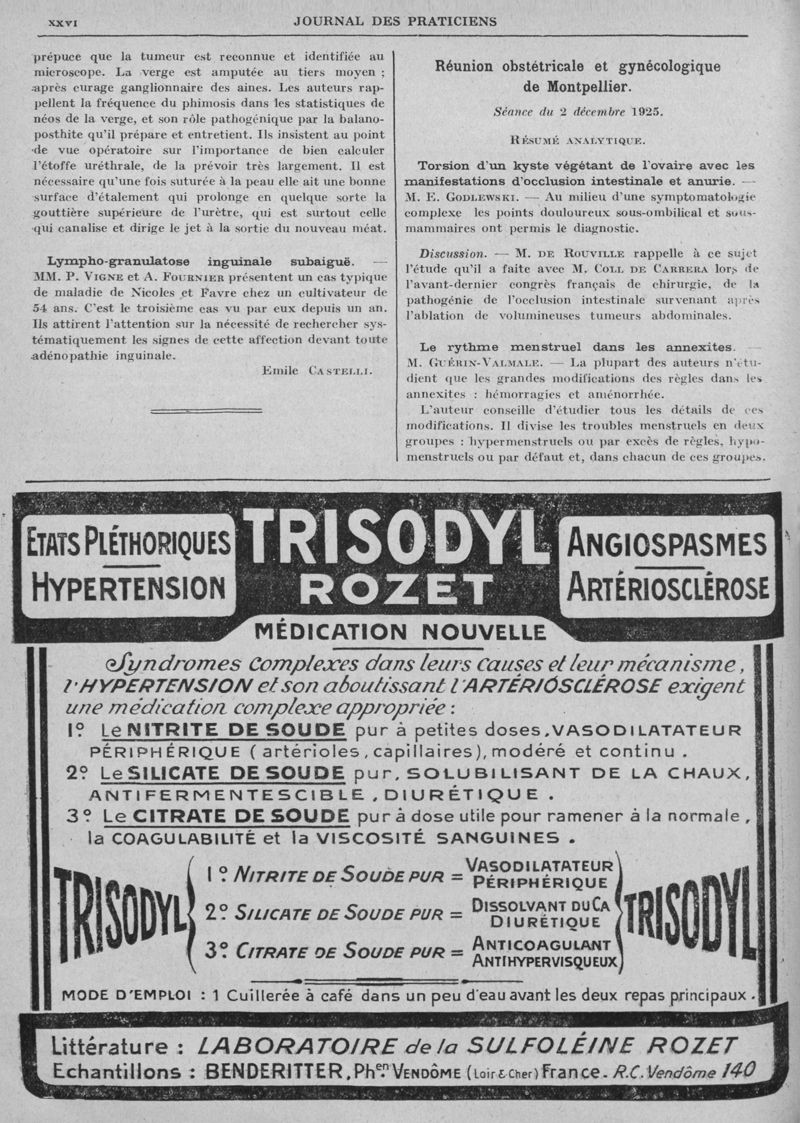 XXVI
JOURNAL DES PRATICIENS
prépuce que la tumeur est reconnue et identifiée au
microscope. La verge est amputée au tiers moyen ;
après curage ganglionnaire des aines. Les auteurs rap-
pellent la fréquence du phimosis dans les statistiques de
néos de la verge, et son rôle pathogénique par la balano-
posthite qu'il prépare et entretient. Ils insistent au point
de vue opératoire sur l'importance de bien calculer
l'étoffe uréthrale, de la prévoir très largement. Il est
nécessaire qu'une fois suturée à la peau elle ait une bonne
surface d'étalement qui prolonge en quelque sorte la
gouttière supérieure de l'urètre, qui est surtout celle
qui canalise et dirige le jet à la sortie du nouveau méat.
Lympho-granulatose inguinale subaiguë. —
MM. P. VIGNE et A. FOURNIER présentent un cas typique
de maladie de Nicoles et Favre chez un cultivateur de
54 ans. C'est le troisième cas vu par eux depuis un an.
Ils attirent l'attention sur la nécessité de rechercher sys-
tématiquement les signes de cette affection devant toute
adénopathie inguinale.
Emile CASTELLI.
Réunion obstétricale et gynécologique
de Montpellier.
Séance du 2 décembre 1925.
RÉSUMÉ ANALYTIQUE.
Torsion d'un kyste végétant de l'ovaire avec les
manifestations d'occlusion intestinale et anurie. —
M. E. GODLEWSKI. — Au milieu d'une symptomatologie
complexe les points douloureux sous-ombilical et sous-
mammaires ont permis le diagnostic.
Discussion. — M. DE ROUVILLE rappelle à ce sujet
l'étude qu'il a faite avec M. COLL DE CARRERA lors de
l'avant-dernier congrès français de chirurgie, de la
pathogénie de l'occlusion intestinale survenant après
l'ablation de volumineuses tumeurs abdominales.
Le rythme menstruel dans les annexites. —
M. GUÉRIN-VALMALE. — La plupart des auteurs n'étu-
dient que les grandes modifications des règles dans les
annexites : hémorragies et aménorrhée.
L'auteur conseille d'étudier tous les détails de ces
modifications. Il divise les troubles menstruels en deux
groupes : hypermenstruels ou par excès de règles, hypo-
menstruels ou par défaut et, dans chacun de ces groupes.
ETATS PLÉTHORIQUES
HYPERTENSION
TRISODYL
ROZET
ANGIOSPASMES
ARTÉRIOSCLÉROSE
MÉDICATION NOUVELLE
Syndromes complexes dans leurs causes et leur mécanisme,
l'HYPERTENSION et son aboutissant l'ARTÉRIOSCLÉROSE exigent
une médication complexe appropriée :
1º Le NITRITE DE SOUDE pur à petites doses, VASODILATATEUR
PÉRIPHÉRIQUE (artérioles, capillaires), modéré et continu.
2º Le SILICATE DE SOUDE pur, SOLUBILISANT DE LA CHAUX,
ANTIFERMENTESCIBLE, DIURÉTIQUE.
3º Le CITRATE DE SOUDE pur à dose utile pour ramener à la normale,
la COAGULABILITÉ et la VISCOSITÉ SANGUINES.
TRISODYL
1º NITRITE DE SOUDE PUR = VASODILATATEUR PÉRIPHÉRIQUE
2º SILICATE DE SOUDE PUR = DISSOLVANT DU CA DIURÉTIQUE
3º CITRATE DE SOUDE PUR = ANTICOAGULANT ANTIHYPERVISQUEUX
TRISODYL
MODE D'EMPLOI : 1 Cuillerée à café dans un peu d'eau avant les deux repas principaux.
Littérature : LABORATOIRE de la SULFOLÉINE ROZET
Echantillons : BENDERITTER, Phen. VENDÔME (Loir & Cher) France. R.C. Vendôme 140